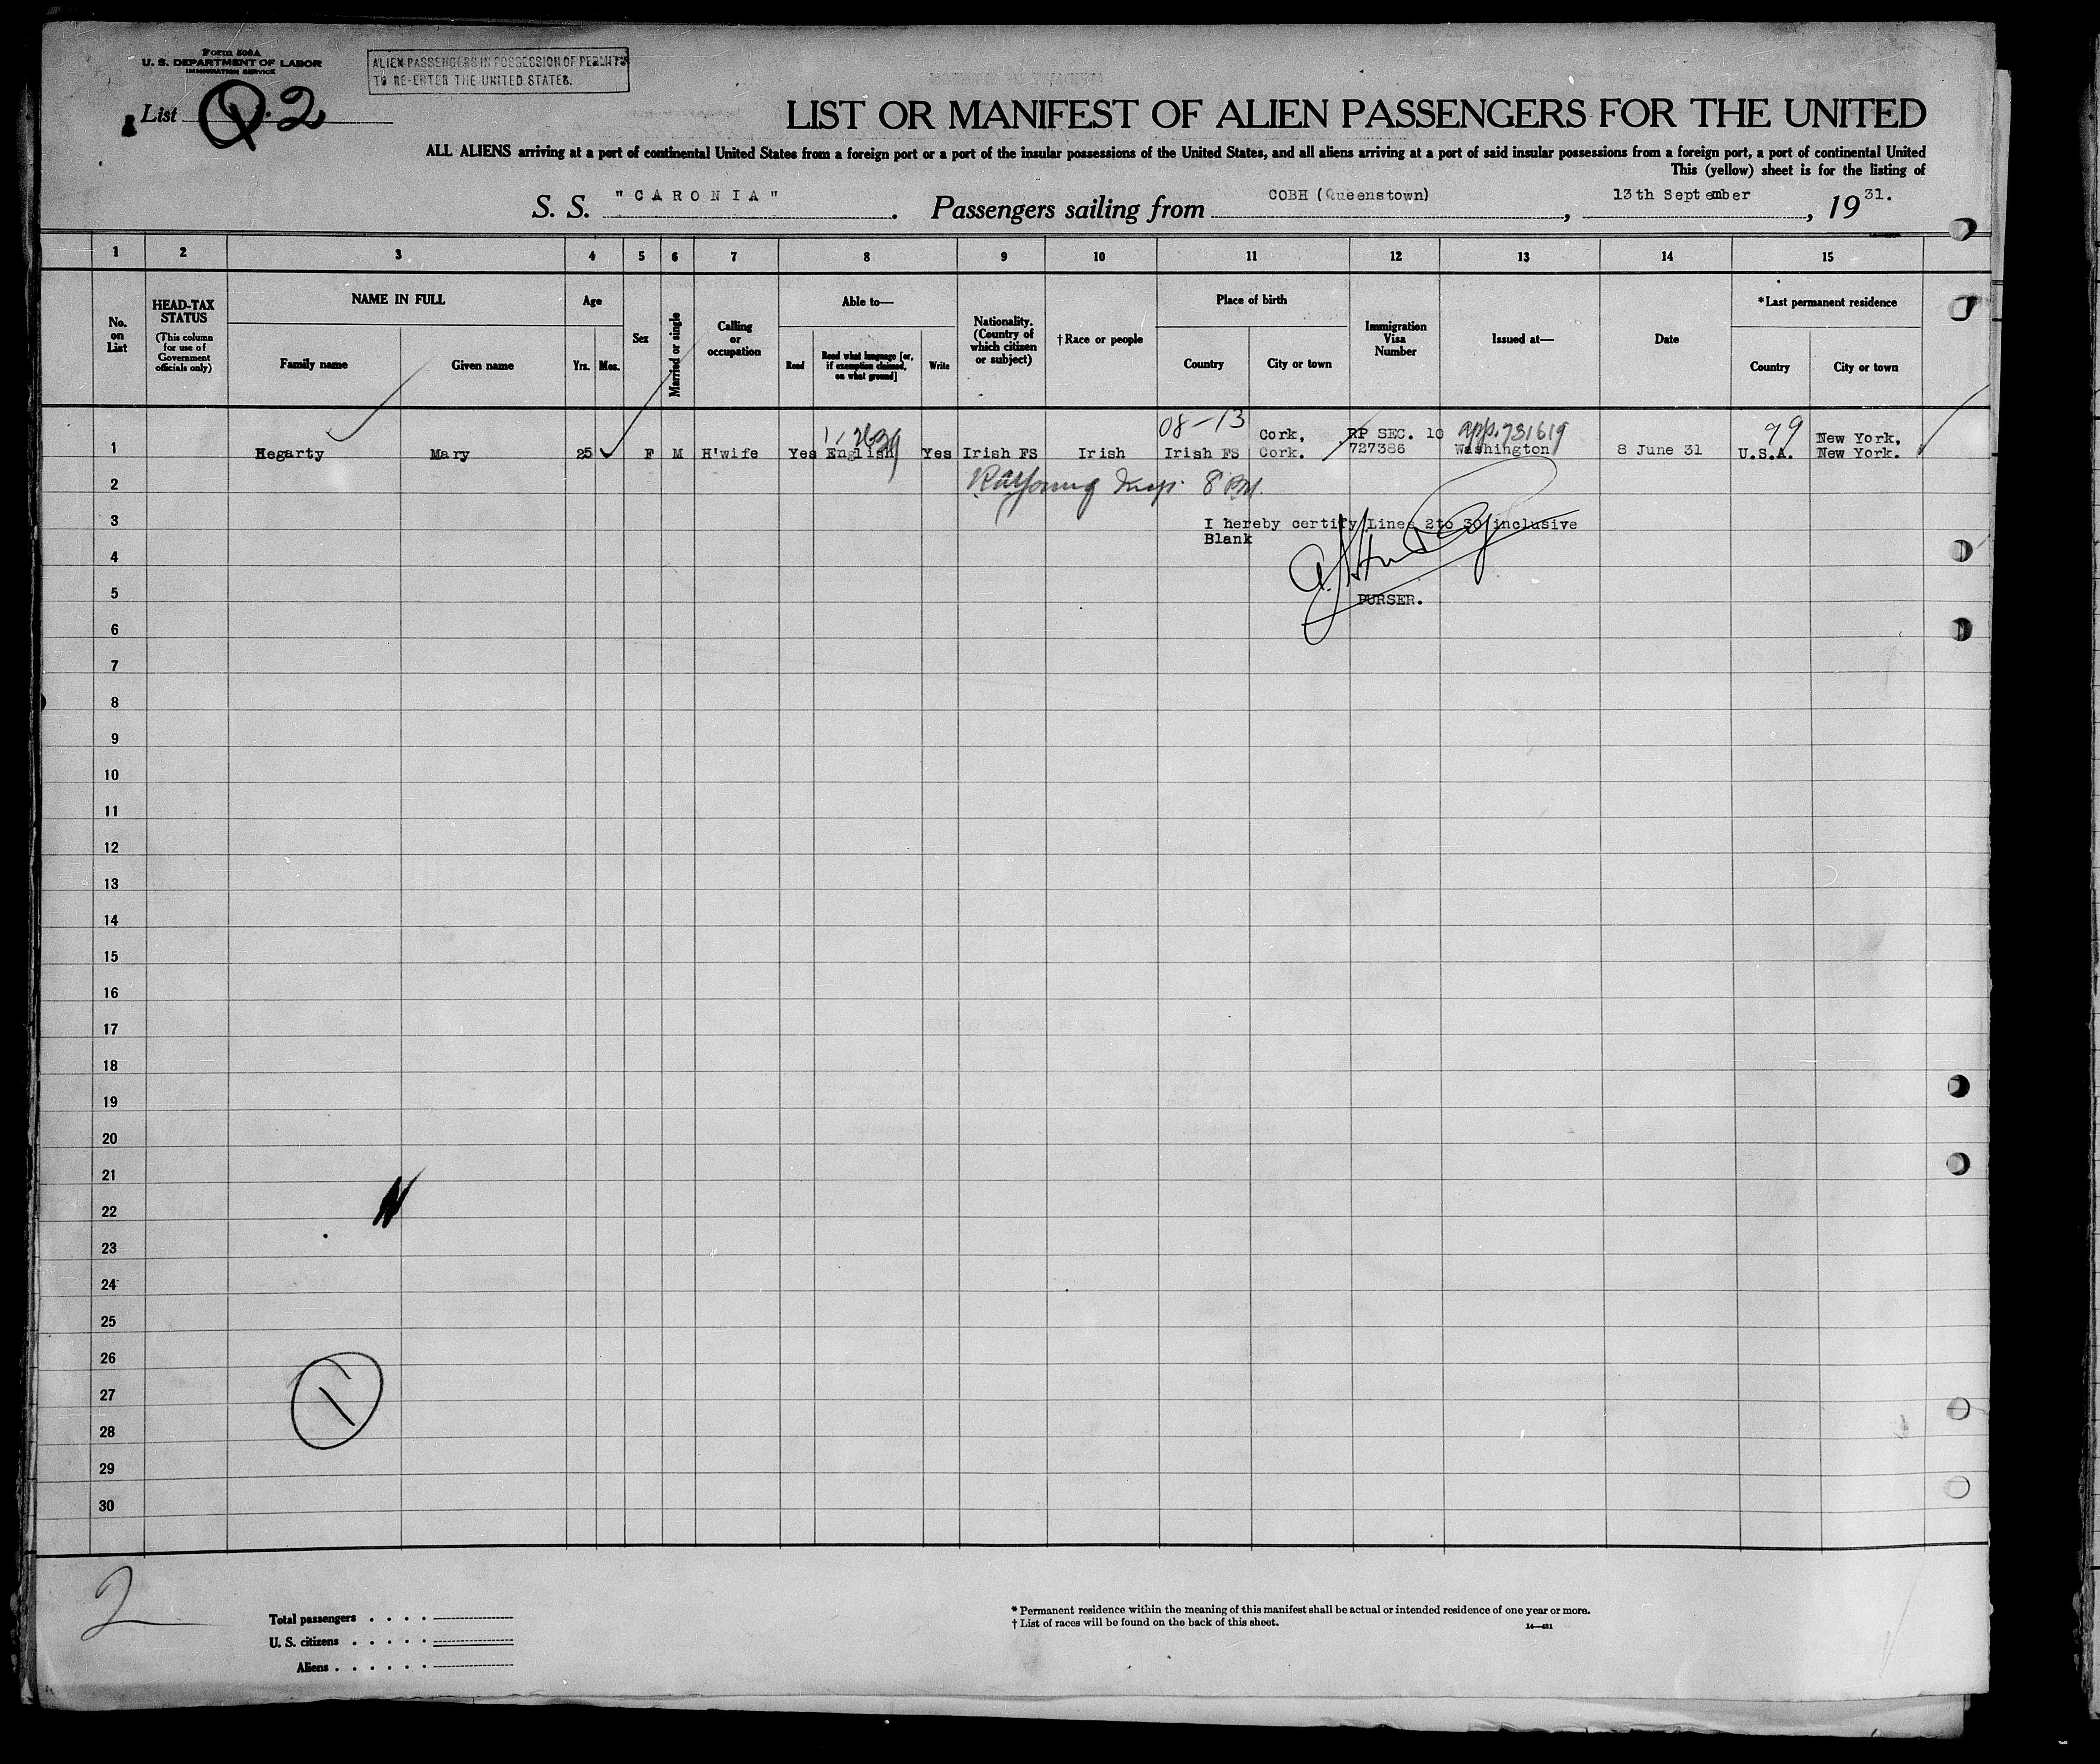 Form 500A
U. S. DEPARTMENT OF LABOR
IMMIGRATION SERVICE
ALIEN PASSENGERS IN POSSESSION OF PERMITS
TO RE-ENTER THE UNITED STATES.
List Q.2
LIST OR MANIFEST OF ALIEN PASSENGERS FOR THE UNITED
ALL ALIENS arriving at a port of continental United States from a foreign port or a port of the insular possessions of the United States, and all aliens arriving at a port of said insular possessions from a foreign port, a port of continental United
This (yellow) sheet is for the listing of
S. S. "CARONIA". Passengers sailing from COBH (Queenstown), 13th September, 1931.
1 2 3 4 5 6 7 8 9 10 11 12 13 14 15
No. on List
HEAD-TAX STATUS
(This column for use of Government officials only)
NAME IN FULL
Family name Given name
Age
Yrs. Mos.
Sex
Married or single
Calling or occupation
Able to—
Read Read what language [or, if exemption claimed, on what ground] Write
Nationality. (Country of which citizen or subject)
†Race or people
Place of birth
Country City or town
Immigration Visa Number
Issued at—
Date
*Last permanent residence
Country City or town
08-13 Cork, RP SEC. 10 app. 731619 99 New York,
1 Hegarty Mary 25 F M H'wife Yes English Yes Irish FS Irish Irish FS Cork. 727386 Washington 8 June 31 U.S.A. New York.
2
3 I hereby certify Lines 2to 30 inclusive
Blank
4
5 PURSER.
6
7
8
9
10
11
12
13
14
15
16
17
18
19
20
21
22
23
24
25
26
27 1
28
29
30
2
Total passengers . . . .
U. S. citizens . . . . .
Aliens . . . . . .
* Permanent residence within the meaning of this manifest shall be actual or intended residence of one year or more.
† List of races will be found on the back of this sheet.
14—431